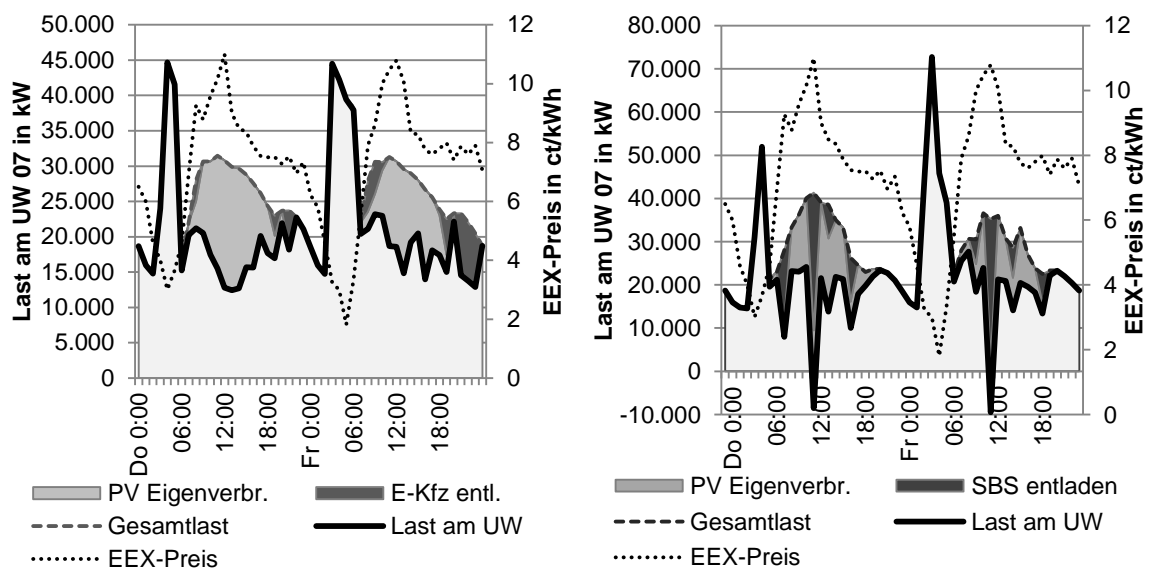 50.000
45.000
40.000
35.000
30.000
25.000
20.000
15.000
10.000
5.000
0
Last am UW 07 in kW
12
10
8
6
4
2
0
EEX-Preis in ct/kWh
Do 0:00
06:00
12:00
18:00
Fr 0:00
06:00
12:00
18:00
PV Eigenverbr.
E-Kfz entl.
Gesamtlast
Last am UW
EEX-Preis
80.000
70.000
60.000
50.000
40.000
30.000
20.000
10.000
0
-10.000
Last am UW 07 in kW
12
10
8
6
4
2
0
EEX-Preis in ct/kWh
Do 0:00
06:00
12:00
18:00
Fr 0:00
06:00
12:00
18:00
PV Eigenverbr.
SBS entladen
Gesamtlast
Last am UW
EEX-Preis